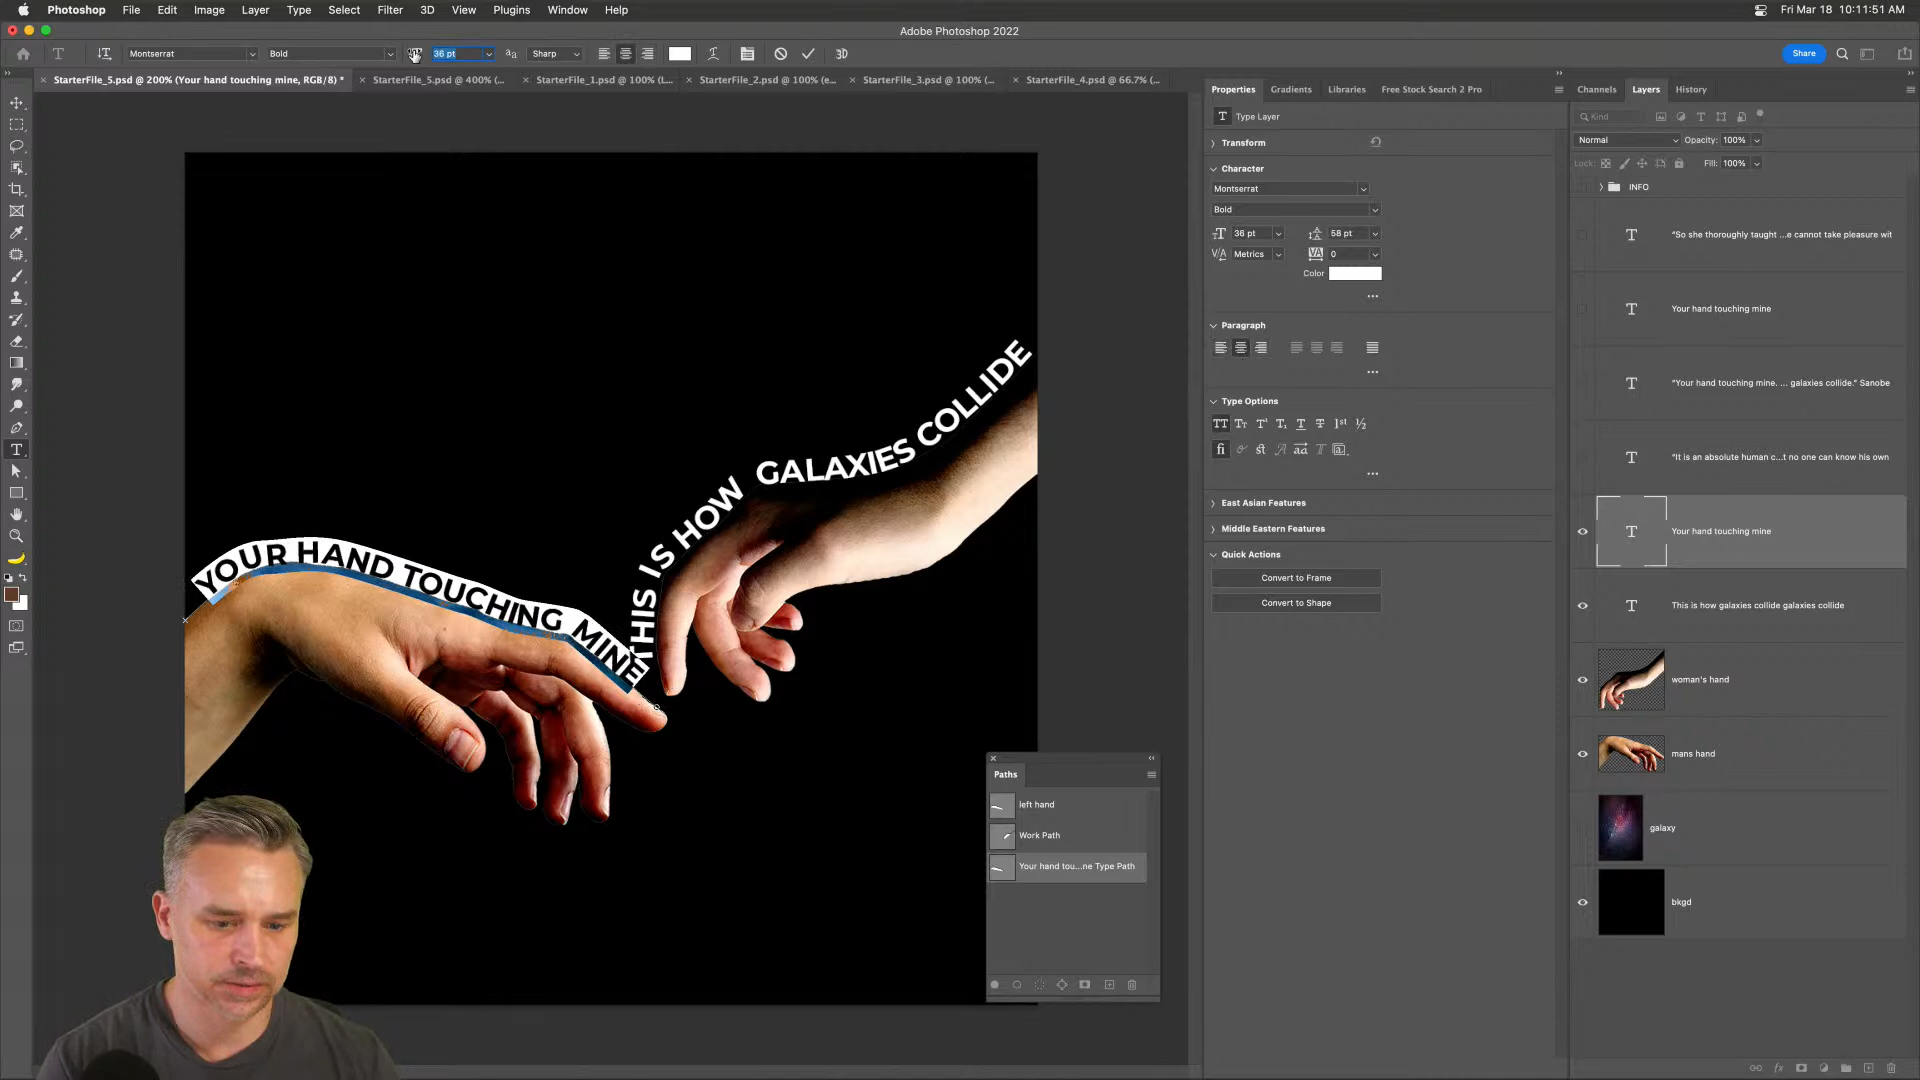 Photoshop File Edit Image Layer Type Select Filter 3D View Plugins Window Help
Fri Mar 18 10:11:51 AM
Adobe Photoshop 2022
Montserrat Bold 36 pt Sharp 3D Share
StarterFile_5.psd @ 200% (Your hand touching mine, RGB/8) *
StarterFile_5.psd @ 400% (...
StarterFile_1.psd @ 100% (L...
StarterFile_2.psd @ 100% (e...
StarterFile_3.psd @ 100% (...
StarterFile_4.psd @ 66.7% (...
YOUR HAND TOUCHING MINE
THIS IS HOW GALAXIES COLLIDE
Paths
left hand
Work Path
Your hand tou...ne Type Path
Properties Gradients Libraries Free Stock Search 2 Pro
Type Layer
Transform
Character
Montserrat
Bold
36 pt 58 pt
Metrics 0
Color
Paragraph
Type Options
East Asian Features
Middle Eastern Features
Quick Actions
Convert to Frame
Convert to Shape
Channels Layers History
Kind
Normal Opacity: 100%
Lock: Fill: 100%
INFO
“So she thoroughly taught ...e cannot take pleasure wit
Your hand touching mine
“Your hand touching mine. ... galaxies collide.” Sanobe
“It is an absolute human c...t no one can know his own
Your hand touching mine
This is how galaxies collide galaxies collide
woman's hand
mans hand
galaxy
bkgd